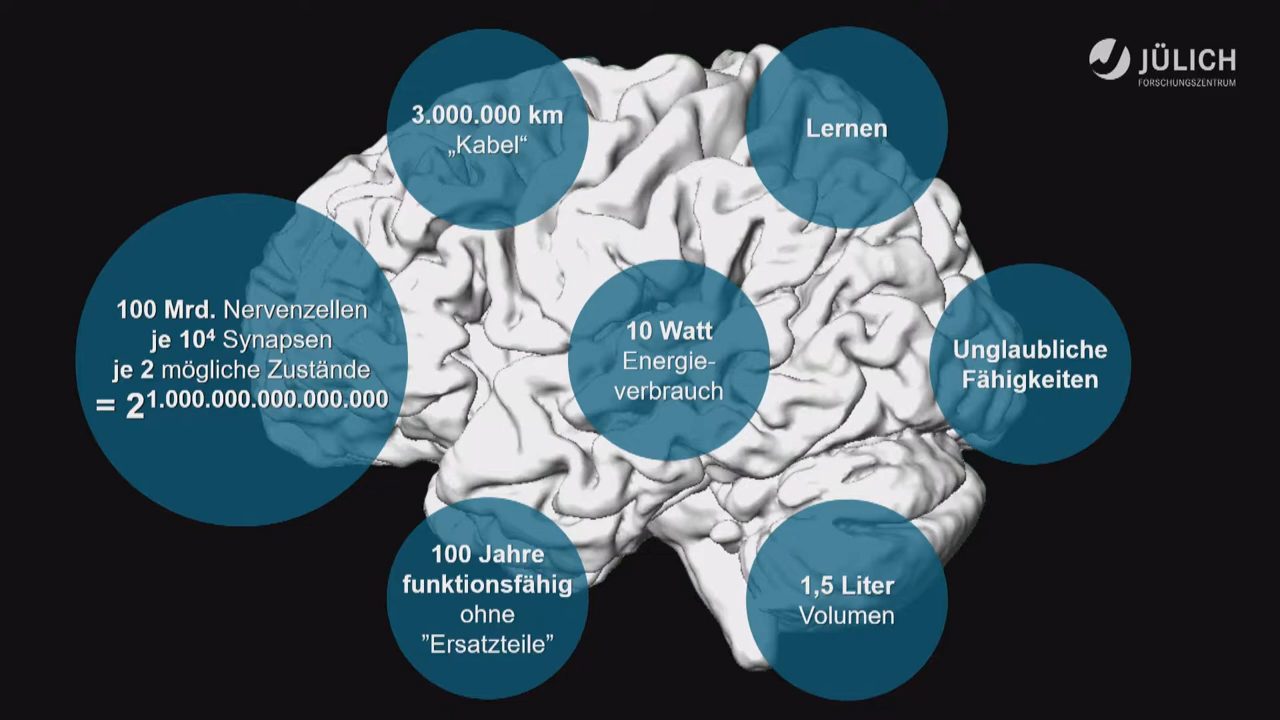 JÜLICH
FORSCHUNGSZENTRUM
3.000.000 km
„Kabel“
Lernen
100 Mrd. Nervenzellen
je 10⁴ Synapsen
je 2 mögliche Zustände
= 2^1.000.000.000.000.000
10 Watt
Energie-
verbrauch
Unglaubliche
Fähigkeiten
100 Jahre
funktionsfähig
ohne
”Ersatzteile”
1,5 Liter
Volumen